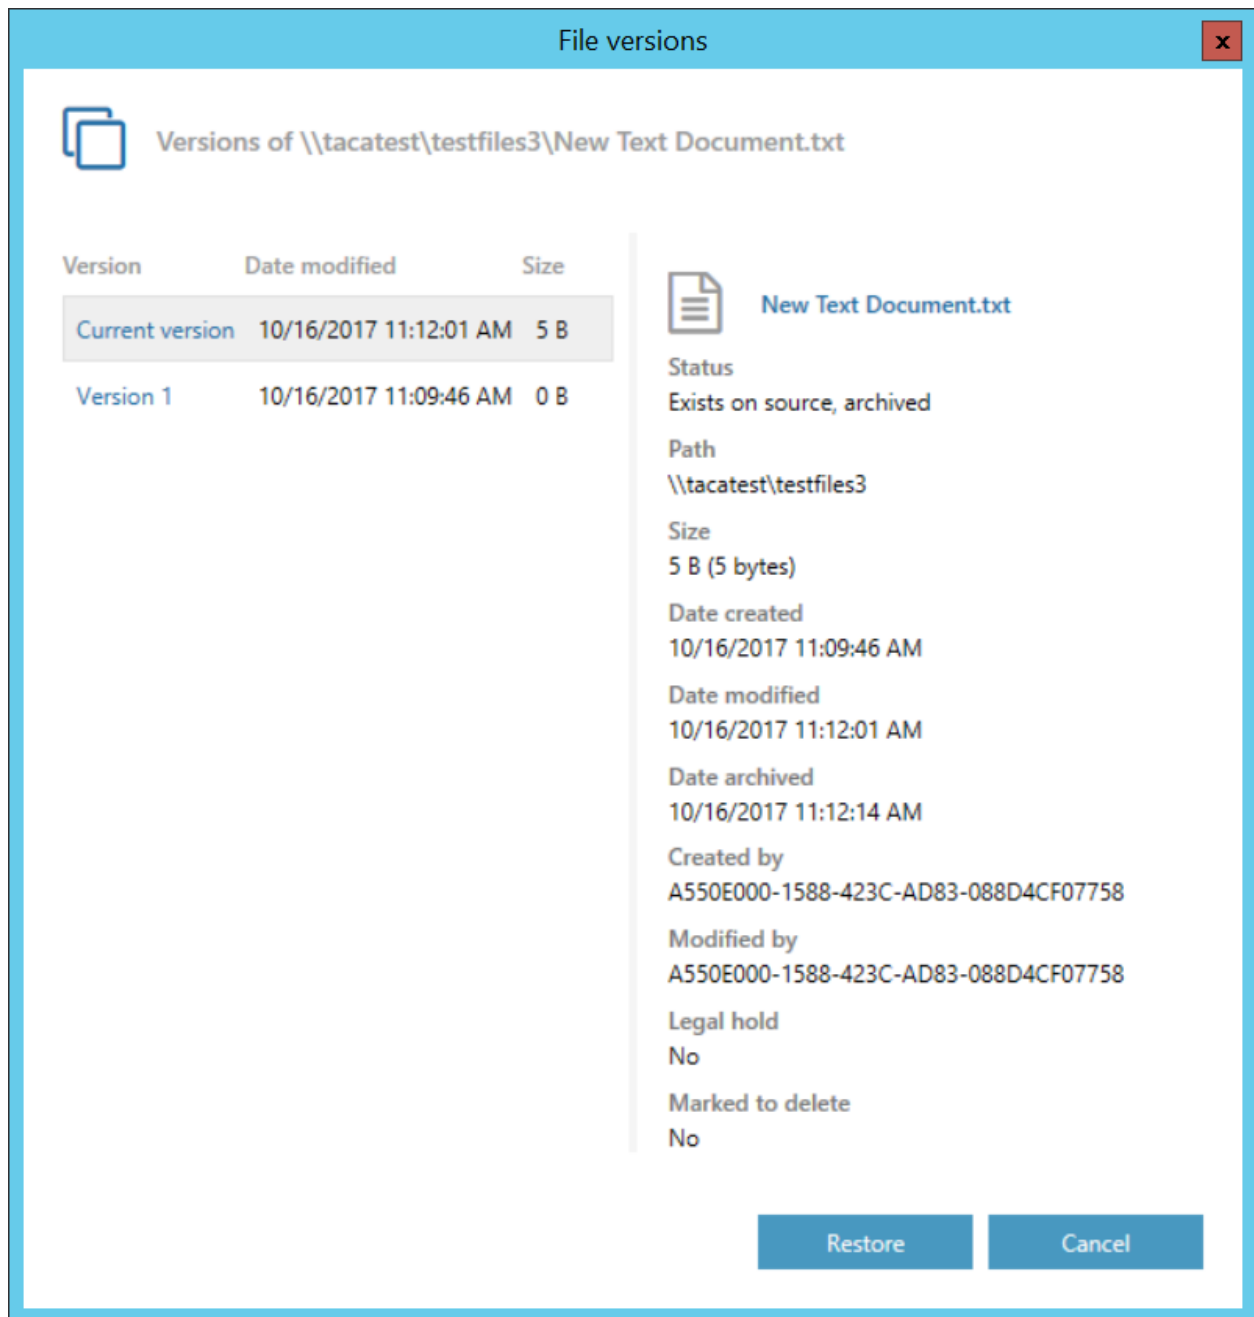 File versions
x
Versions of \\tacatest\testfiles3\New Text Document.txt
Version Date modified Size
Current version 10/16/2017 11:12:01 AM 5 B
Version 1 10/16/2017 11:09:46 AM 0 B
New Text Document.txt
Status
Exists on source, archived
Path
\\tacatest\testfiles3
Size
5 B (5 bytes)
Date created
10/16/2017 11:09:46 AM
Date modified
10/16/2017 11:12:01 AM
Date archived
10/16/2017 11:12:14 AM
Created by
A550E000-1588-423C-AD83-088D4CF07758
Modified by
A550E000-1588-423C-AD83-088D4CF07758
Legal hold
No
Marked to delete
No
Restore Cancel